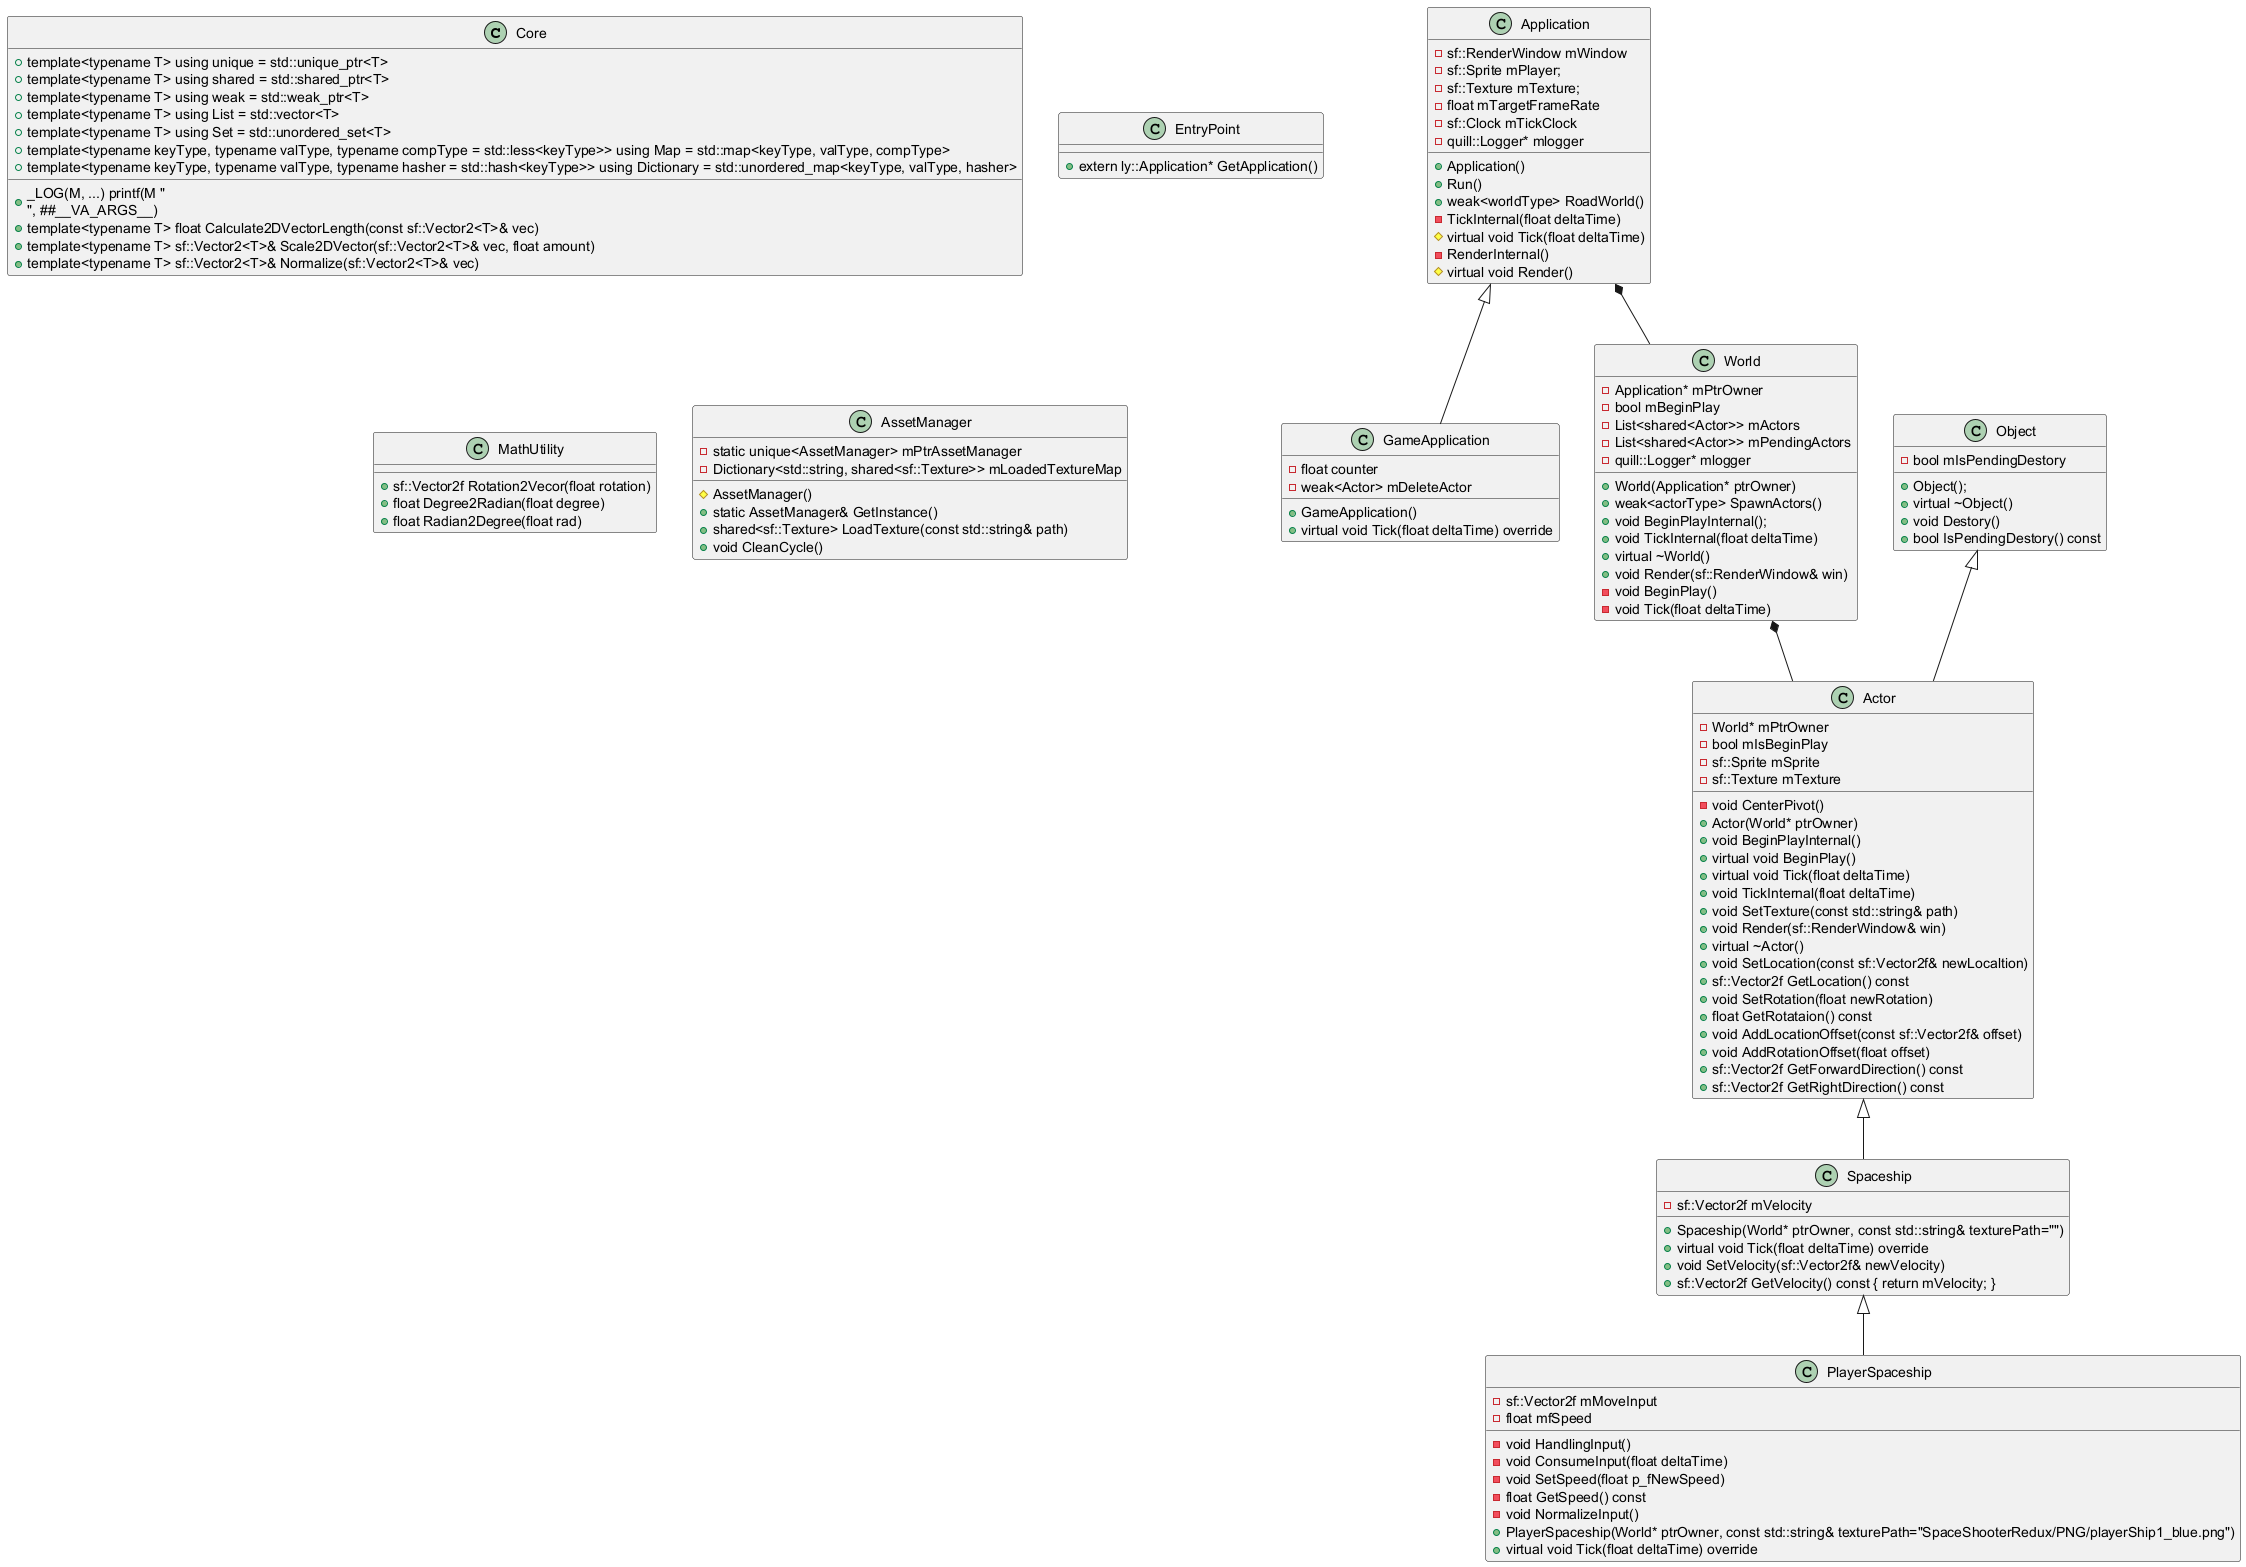 Core
template<typename T> using unique = std::unique_ptr<T>
template<typename T> using shared = std::shared_ptr<T>
template<typename T> using weak = std::weak_ptr<T>
template<typename T> using List = std::vector<T>
template<typename T> using Set = std::unordered_set<T>
template<typename keyType, typename valType, typename compType = std::less<keyType>> using Map = std::map<keyType, valType, compType>
template<typename keyType, typename valType, typename hasher = std::hash<keyType>> using Dictionary = std::unordered_map<keyType, valType, hasher>
_LOG(M, ...) printf(M "
", ##__VA_ARGS__)
template<typename T> float Calculate2DVectorLength(const sf::Vector2<T>& vec)
template<typename T> sf::Vector2<T>& Scale2DVector(sf::Vector2<T>& vec, float amount)
template<typename T> sf::Vector2<T>& Normalize(sf::Vector2<T>& vec)
EntryPoint
extern ly::Application* GetApplication()
Application
sf::RenderWindow mWindow
sf::Sprite mPlayer;
sf::Texture mTexture;
float mTargetFrameRate
sf::Clock mTickClock
quill::Logger* mlogger
Application()
Run()
weak<worldType> RoadWorld()
TickInternal(float deltaTime)
virtual void Tick(float deltaTime)
RenderInternal()
virtual void Render()
MathUtility
sf::Vector2f Rotation2Vecor(float rotation)
float Degree2Radian(float degree)
float Radian2Degree(float rad)
AssetManager
static unique<AssetManager> mPtrAssetManager
Dictionary<std::string, shared<sf::Texture>> mLoadedTextureMap
AssetManager()
static AssetManager& GetInstance()
shared<sf::Texture> LoadTexture(const std::string& path)
void CleanCycle()
GameApplication
float counter
weak<Actor> mDeleteActor
GameApplication()
virtual void Tick(float deltaTime) override
World
Application* mPtrOwner
bool mBeginPlay
List<shared<Actor>> mActors
List<shared<Actor>> mPendingActors
quill::Logger* mlogger
World(Application* ptrOwner)
weak<actorType> SpawnActors()
void BeginPlayInternal();
void TickInternal(float deltaTime)
virtual ~World()
void Render(sf::RenderWindow& win)
void BeginPlay()
void Tick(float deltaTime)
Object
bool mIsPendingDestory
Object();
virtual ~Object()
void Destory()
bool IsPendingDestory() const
Actor
World* mPtrOwner
bool mIsBeginPlay
sf::Sprite mSprite
sf::Texture mTexture
void CenterPivot()
Actor(World* ptrOwner)
void BeginPlayInternal()
virtual void BeginPlay()
virtual void Tick(float deltaTime)
void TickInternal(float deltaTime)
void SetTexture(const std::string& path)
void Render(sf::RenderWindow& win)
virtual ~Actor()
void SetLocation(const sf::Vector2f& newLocaltion)
sf::Vector2f GetLocation() const
void SetRotation(float newRotation)
float GetRotataion() const
void AddLocationOffset(const sf::Vector2f& offset)
void AddRotationOffset(float offset)
sf::Vector2f GetForwardDirection() const
sf::Vector2f GetRightDirection() const
Spaceship
sf::Vector2f mVelocity
Spaceship(World* ptrOwner, const std::string& texturePath="")
virtual void Tick(float deltaTime) override
void SetVelocity(sf::Vector2f& newVelocity)
sf::Vector2f GetVelocity() const { return mVelocity; }
PlayerSpaceship
sf::Vector2f mMoveInput
float mfSpeed
void HandlingInput()
void ConsumeInput(float deltaTime)
void SetSpeed(float p_fNewSpeed)
float GetSpeed() const
void NormalizeInput()
PlayerSpaceship(World* ptrOwner, const std::string& texturePath="SpaceShooterRedux/PNG/playerShip1_blue.png")
virtual void Tick(float deltaTime) override